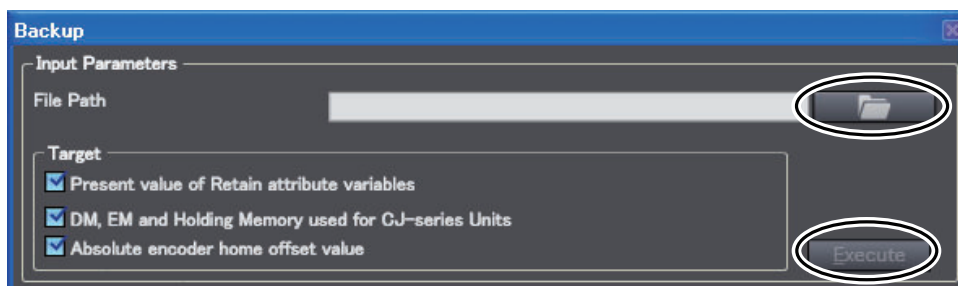 Backup
Input Parameters
File Path
Target
Present value of Retain attribute variables
DM, EM and Holding Memory used for CJ-series Units
Absolute encoder home offset value
Execute